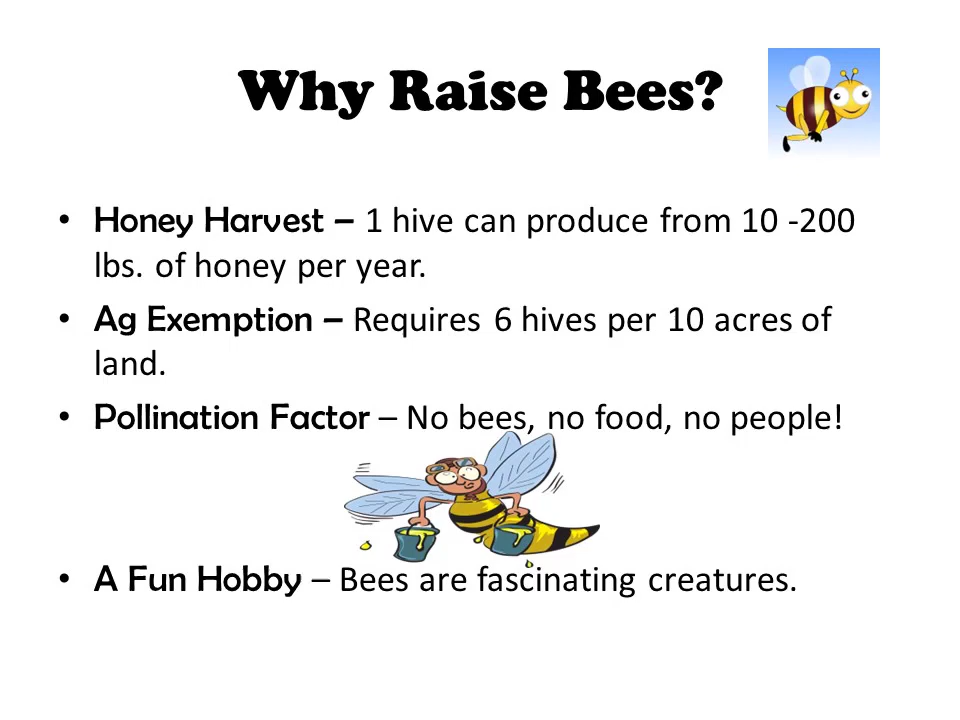 Why Raise Bees?
• Honey Harvest – 1 hive can produce from 10 -200
lbs. of honey per year.
• Ag Exemption – Requires 6 hives per 10 acres of
land.
• Pollination Factor – No bees, no food, no people!
• A Fun Hobby – Bees are fascinating creatures.